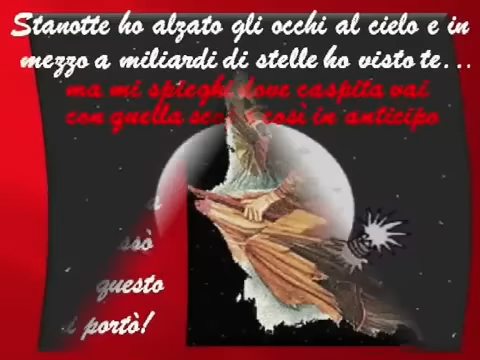 Stanotte ho alzato gli occhi al cielo e in
mezzo a miliardi di stelle ho visto te...
ma mi spieghi dove caspita vai
con quella così in anticipo
questo
portò!